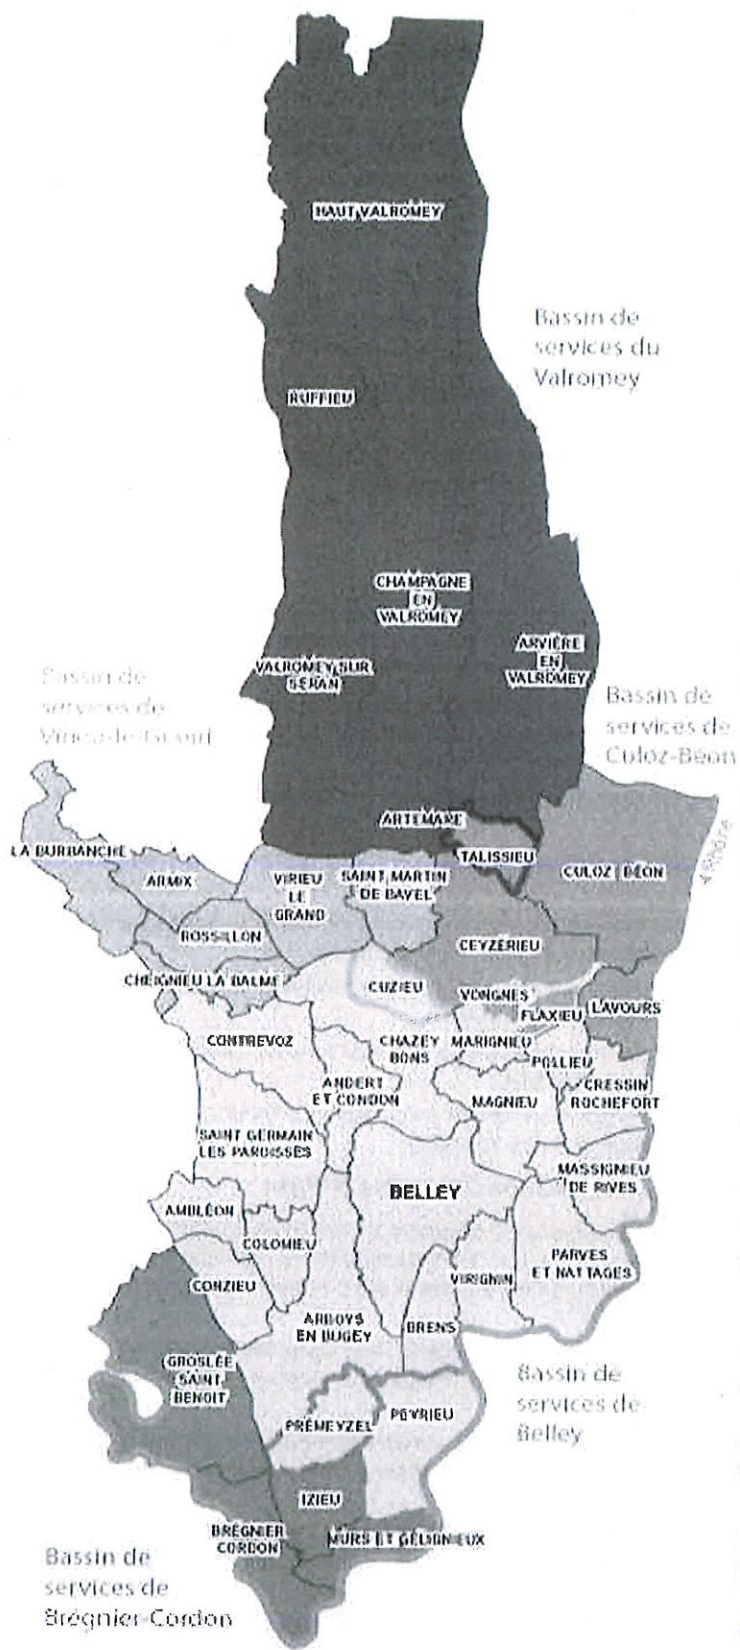 HAUT VALROMEY
Bassin de
services du
Valromey
RUFFIEU
CHAMPAGNE
EN
VALROMEY
ARVIÈRE
EN
VALROMEY
VALROMEY SUR
SÉRAN
Bassin de
services de
Virieu-le-Grand
Bassin de
services de
Culoz-Béon
ARTEMARE
TALISSIEU
LA BURBANCHE
ARMIX
VIRIEU
LE
GRAND
SAINT MARTIN
DE BAVEL
CULOZ BÉON
Rhône
ROSSILLON
CEYZÉRIEU
CHEIGNIEU LA BALME
CUZIEU
VONGNES
FLAXIEU
LAVOURS
CONTREVOZ
CHAZEY
BONS
MARIGNIEU
POLLIEU
ANDERT
ET CONDON
MAGNIEU
CRESSIN
ROCHEFORT
SAINT GERMAIN
LES PAROISSES
MASSIGNIEU
DE RIVES
BELLEY
AMBLÉON
COLOMIEU
PARVES
ET NATTAGES
CONZIEU
VIRIGNIN
ARBOYS
EN BUGEY
BRENS
GROSLÉE
SAINT
BENOIT
Bassin de
services de
Belley
PRÉMEYZEL
PEYRIEU
IZIEU
BRÉGNIER
CORDON
MURS ET GÉLIGNIEUX
Bassin de
services de
Brégnier-Cordon